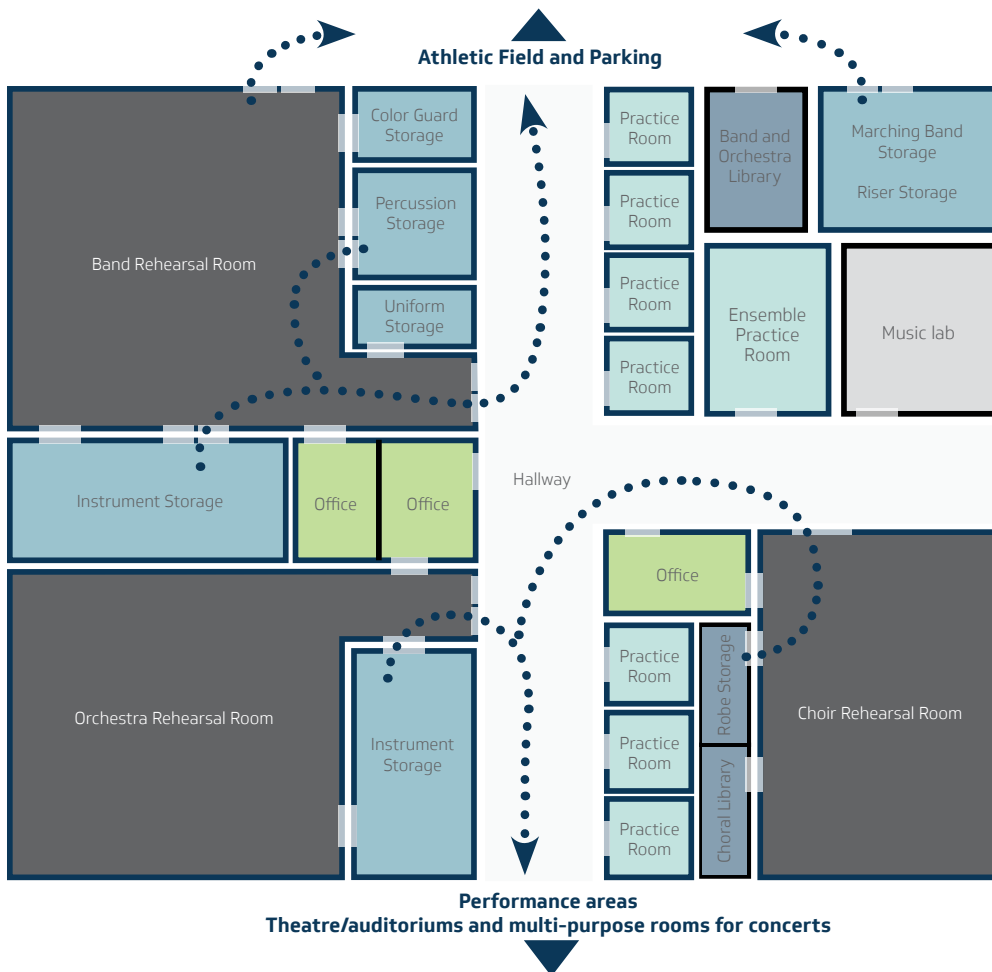 Athletic Field and Parking
Color Guard
Storage
Percussion
Storage
Uniform
Storage
Band Rehearsal Room
Practice
Room
Practice
Room
Practice
Room
Practice
Room
Band and
Orchestra
Library
Marching Band
Storage
Riser Storage
Ensemble
Practice
Room
Music lab
Instrument Storage
Office
Office
Hallway
Office
Orchestra Rehearsal Room
Instrument
Storage
Practice
Room
Practice
Room
Practice
Room
Robe Storage
Choral Library
Choir Rehearsal Room
Performance areas
Theatre/auditoriums and multi-purpose rooms for concerts